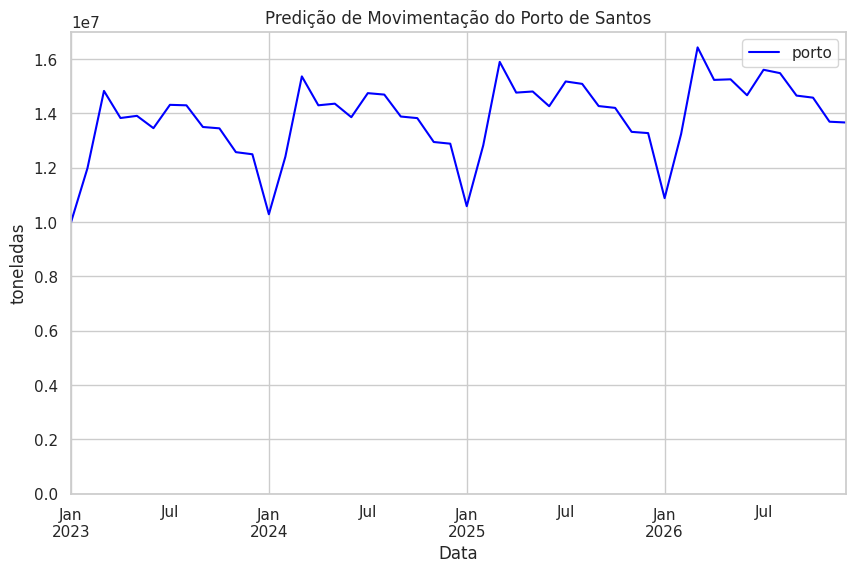 Predição de Movimentação do Porto de Santos
1e7
porto
1.6
1.4
1.2
1.0
0.8
0.6
0.4
0.2
0.0
toneladas
Jan Jul Jan Jul Jan Jul Jan Jul
2023 2024 2025 2026
Data